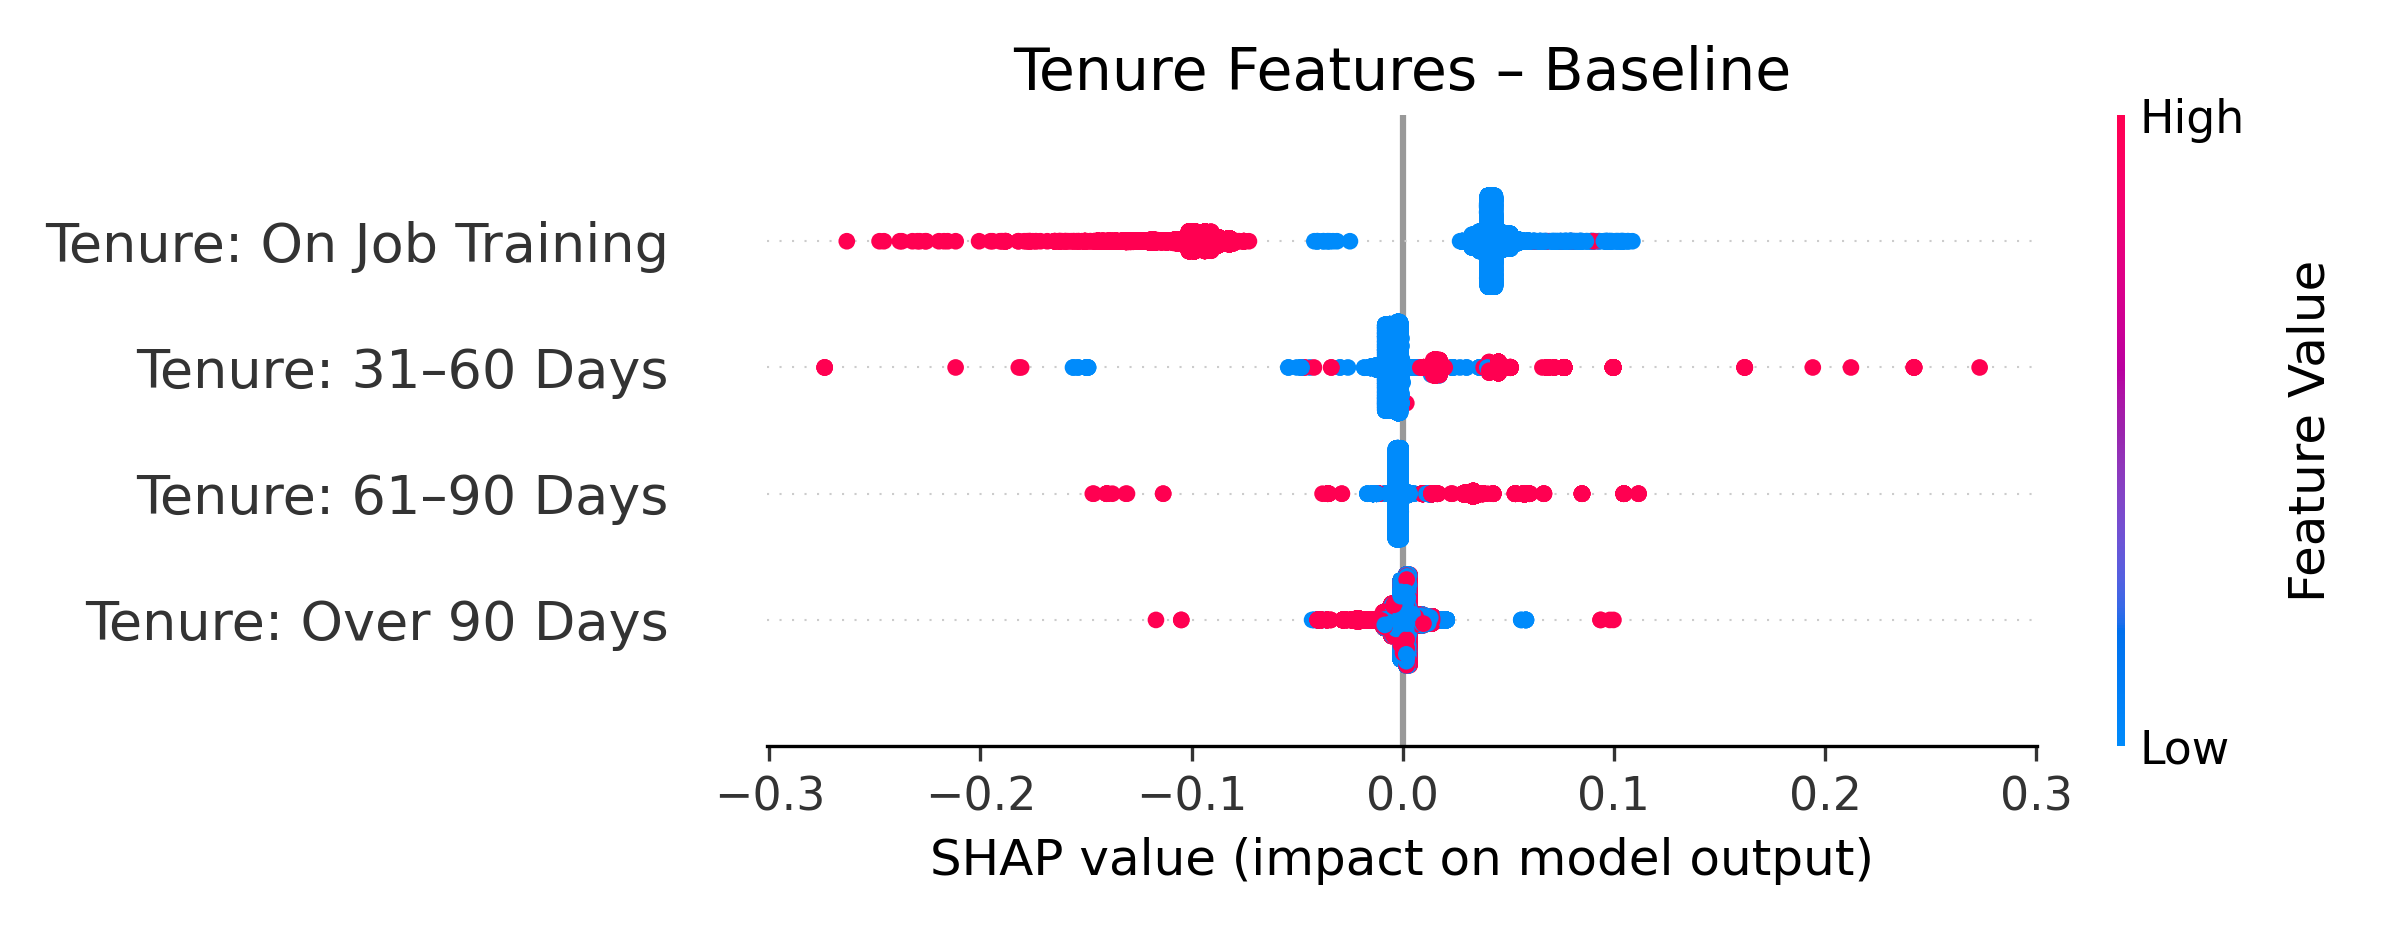 Tenure Features – Baseline
High
Tenure: On Job Training
Tenure: 31–60 Days
Tenure: 61–90 Days
Tenure: Over 90 Days
Feature Value
Low
−0.3
−0.2
−0.1
0.0
0.1
0.2
0.3
SHAP value (impact on model output)